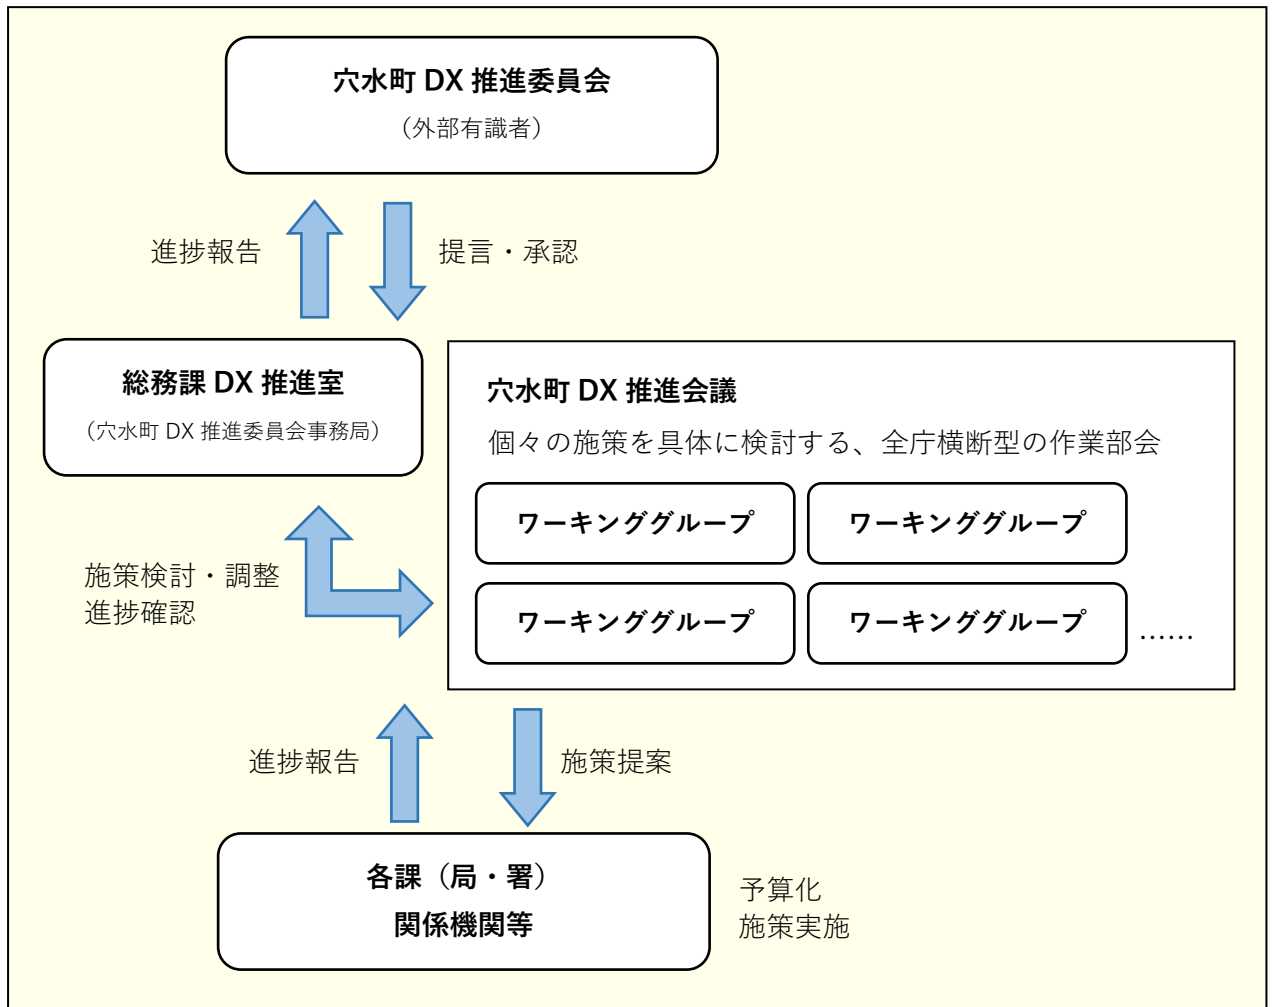 穴水町 DX 推進委員会
（外部有識者）
進捗報告
提言・承認
総務課 DX 推進室
（穴水町 DX 推進委員会事務局）
穴水町 DX 推進会議
個々の施策を具体に検討する、全庁横断型の作業部会
ワーキンググループ
ワーキンググループ
ワーキンググループ
ワーキンググループ
……
施策検討・調整
進捗確認
進捗報告
施策提案
各課（局・署）
関係機関等
予算化
施策実施